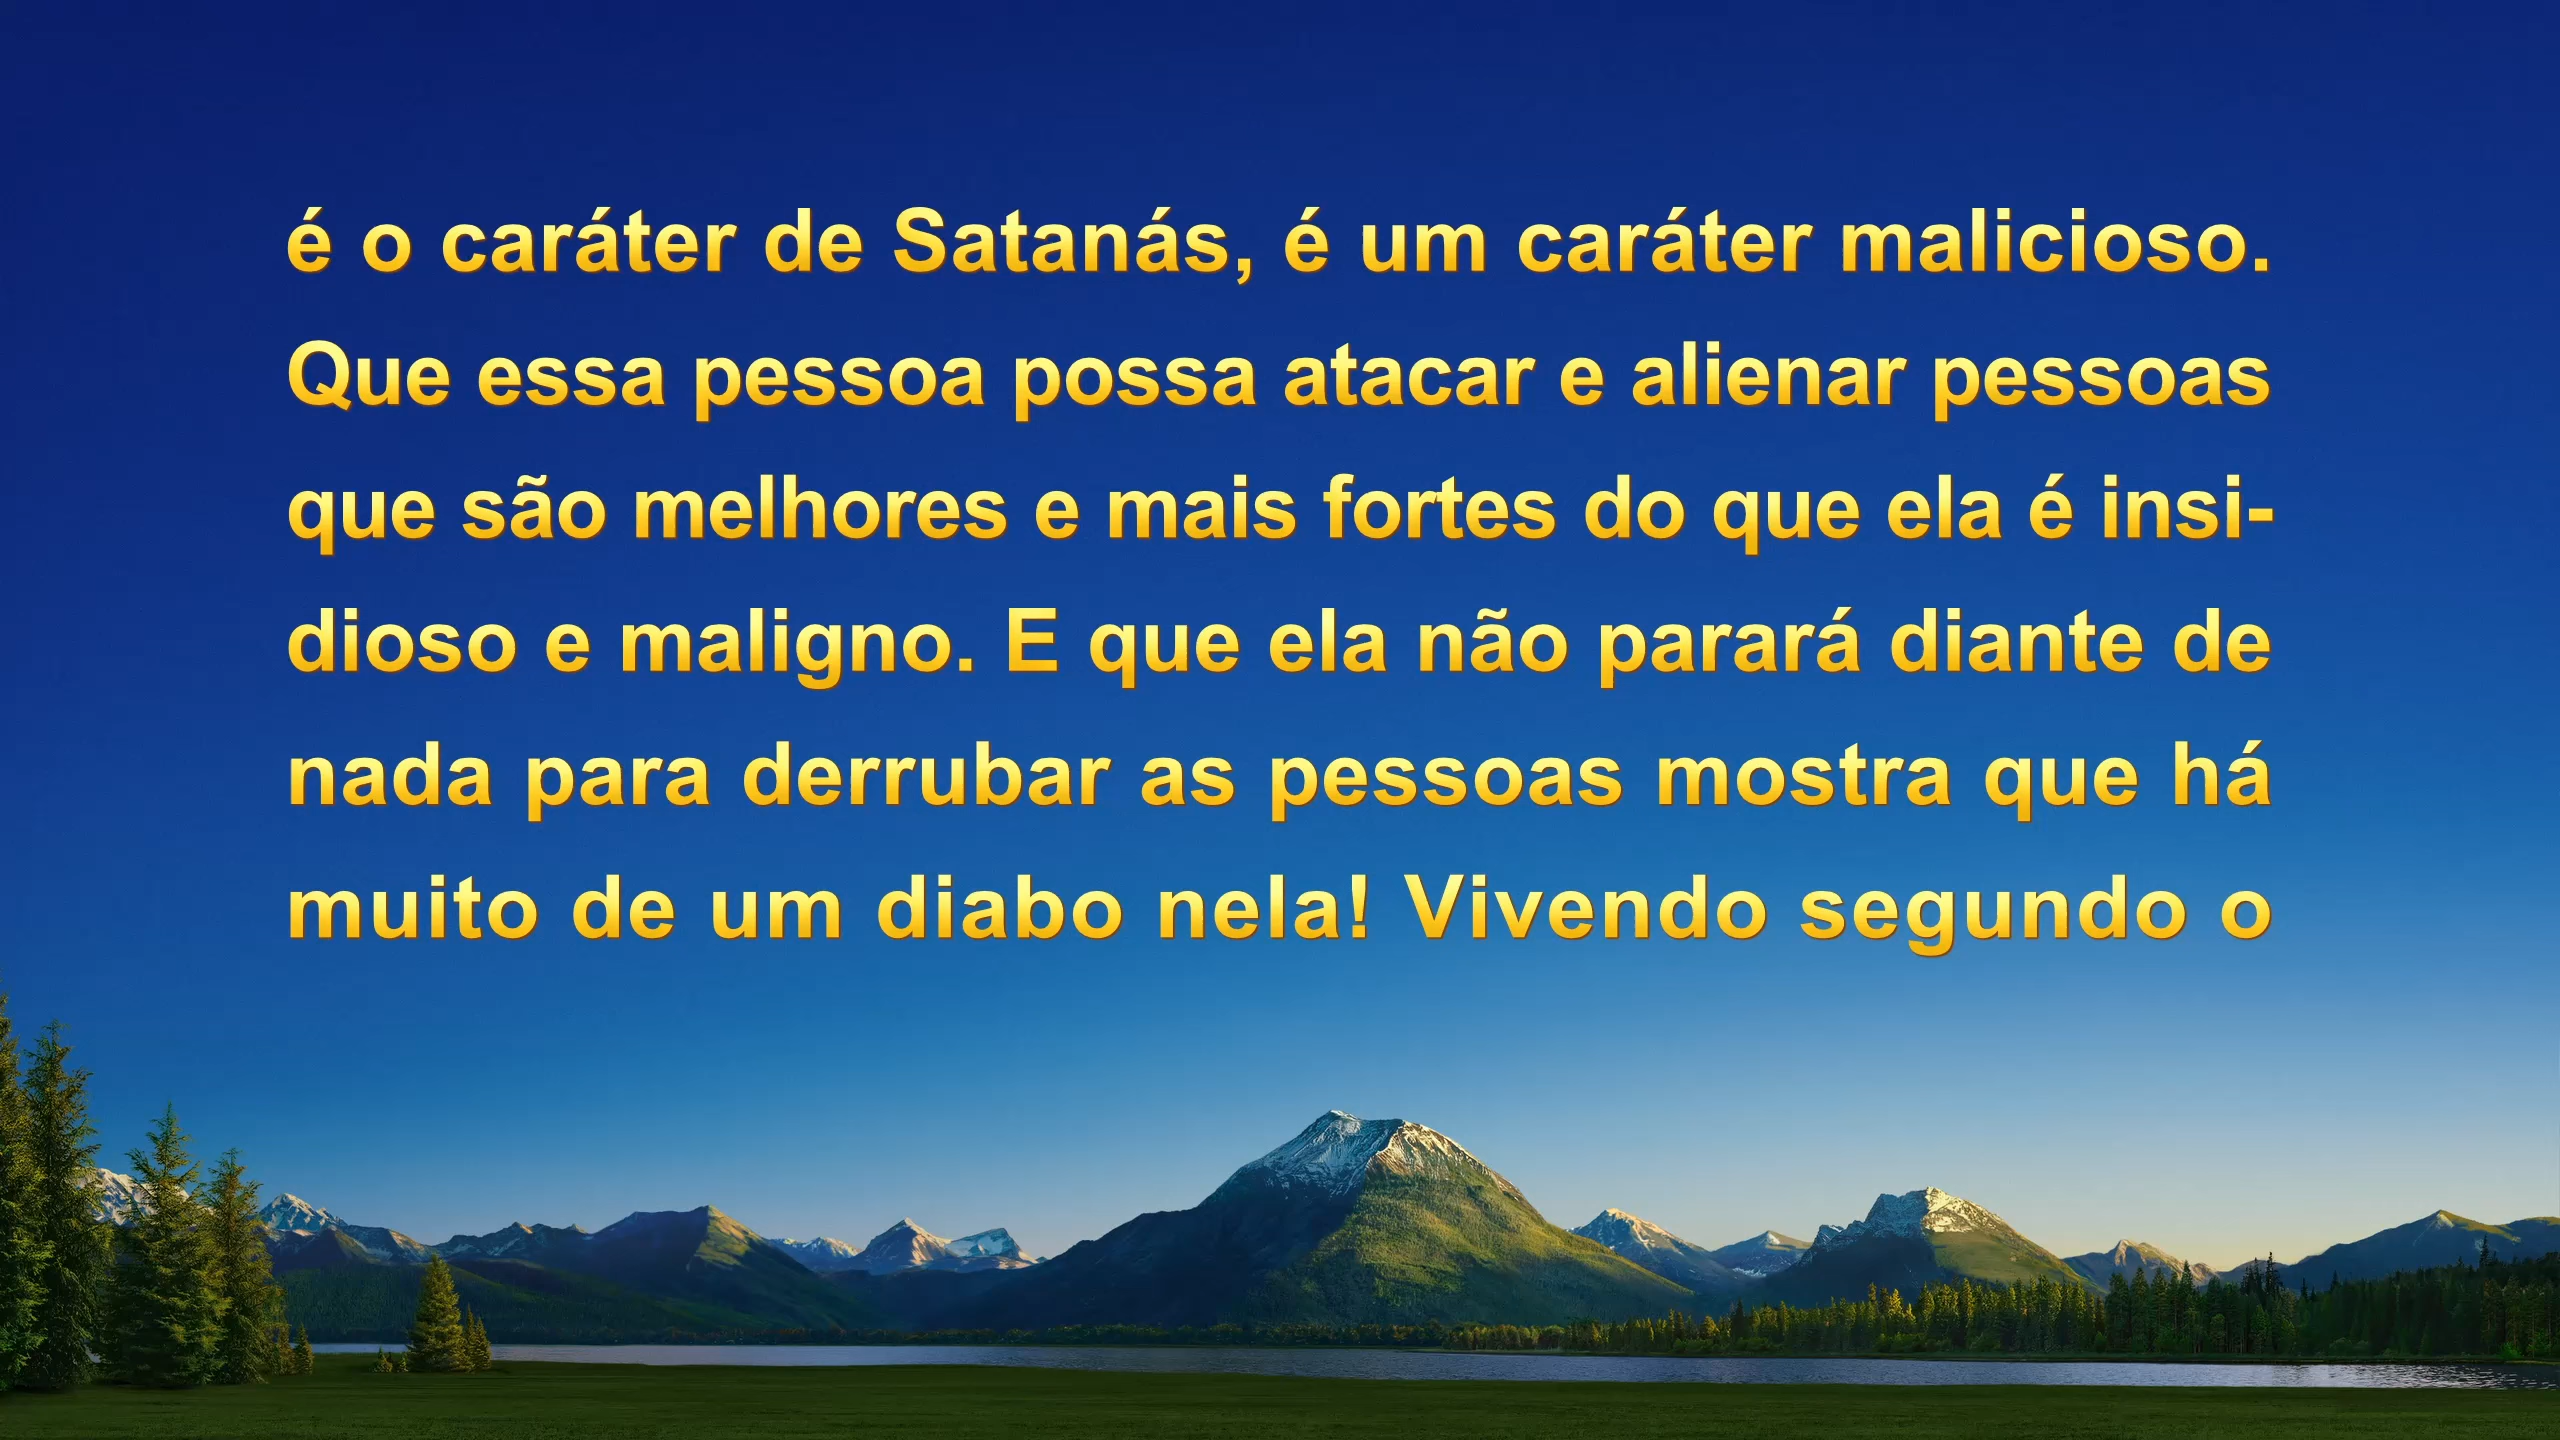 é o caráter de Satanás, é um caráter malicioso.
Que essa pessoa possa atacar e alienar pessoas
que são melhores e mais fortes do que ela é insi-
dioso e maligno. E que ela não parará diante de
nada para derrubar as pessoas mostra que há
muito de um diabo nela! Vivendo segundo o